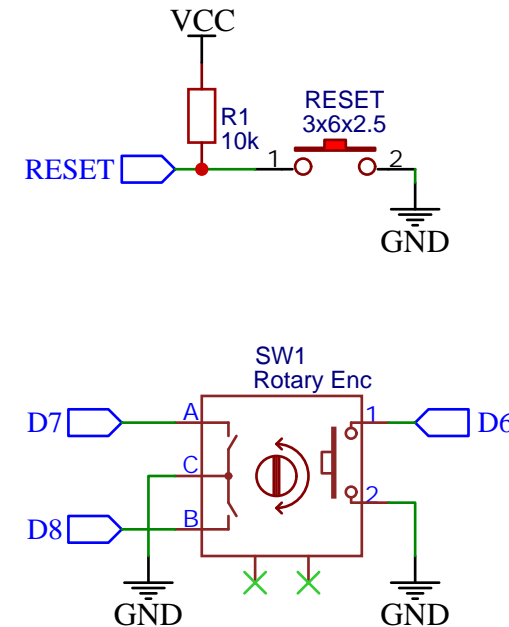 VCC
R1
10k
RESET
3x6x2.5
RESET
1
2
GND
SW1
Rotary Enc
D7
A
1
D6
C
2
D8
B
GND
GND